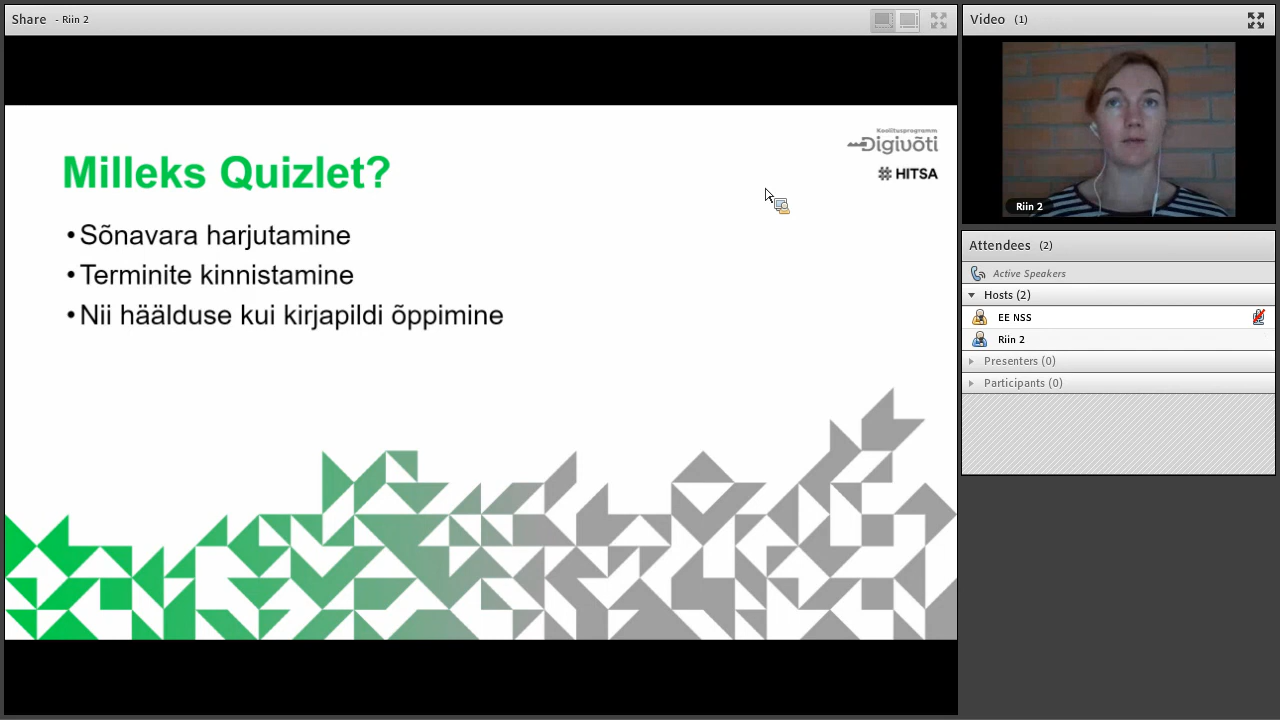 Share - Riin 2
Milleks Quizlet?
• Sõnavara harjutamine
• Terminite kinnistamine
• Nii häälduse kui kirjapildi õppimine
Koolitusprogramm
Digivõti
# HITSA
Video (1)
Riin 2
Attendees (2)
Active Speakers
Hosts (2)
EE NSS
Riin 2
Presenters (0)
Participants (0)